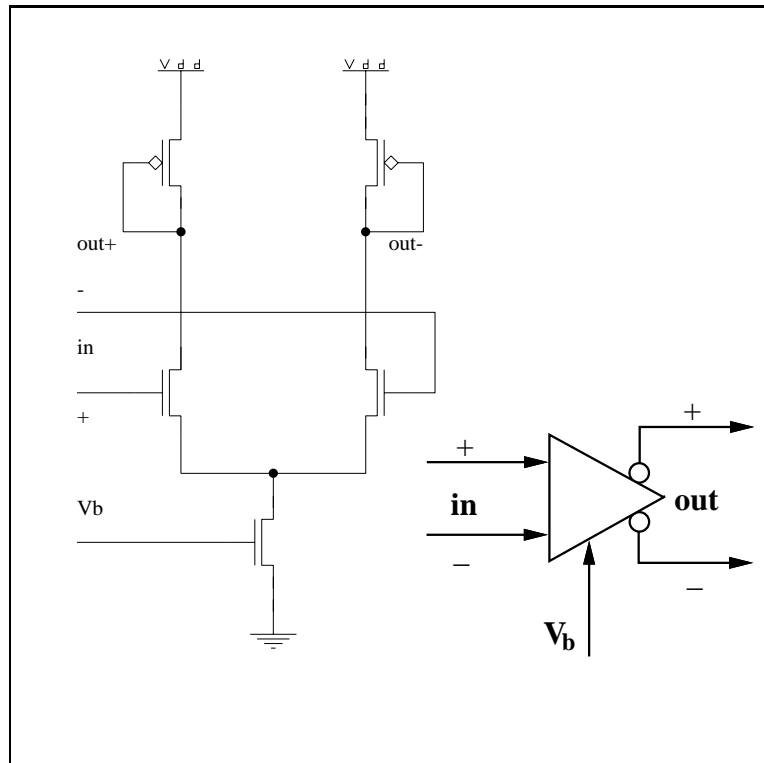 Vdd Vdd
out+ out-
-
in
+
Vb
+
+
in out
-
-
Vb